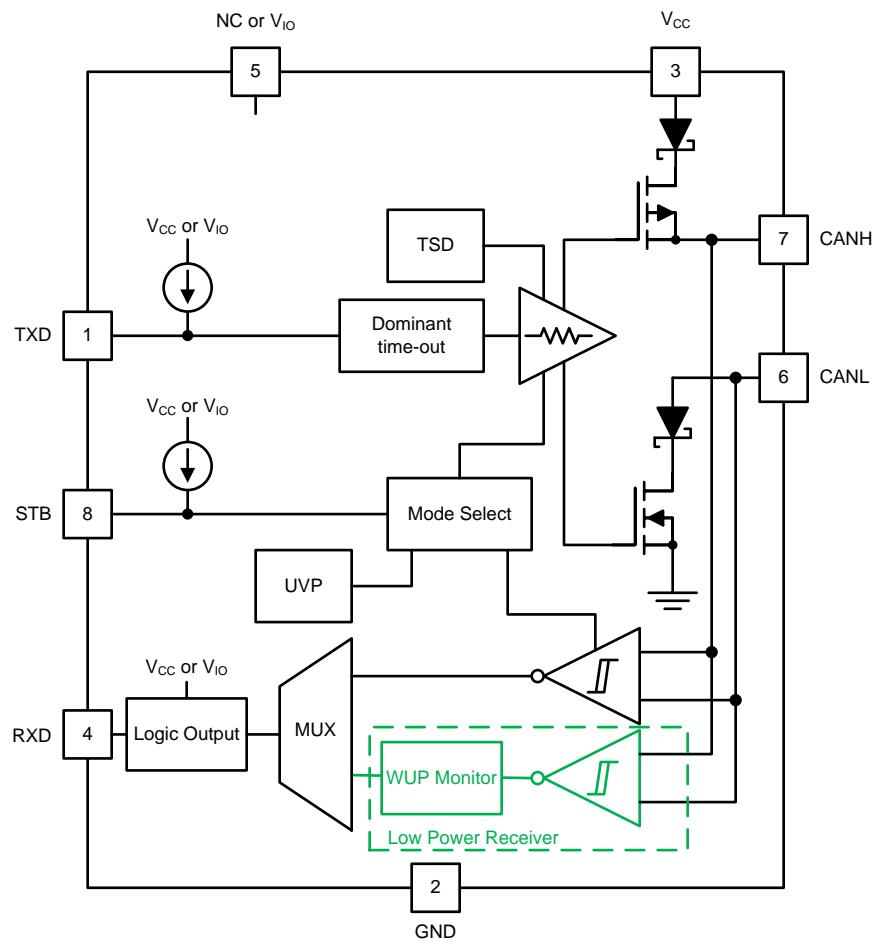 NC or VIO
VCC
5
3
VCC or VIO
TSD
7
CANH
TXD
1
Dominant
time-out
6
CANL
VCC or VIO
STB
8
Mode Select
UVP
VCC or VIO
RXD
4
Logic Output
MUX
WUP Monitor
Low Power Receiver
2
GND